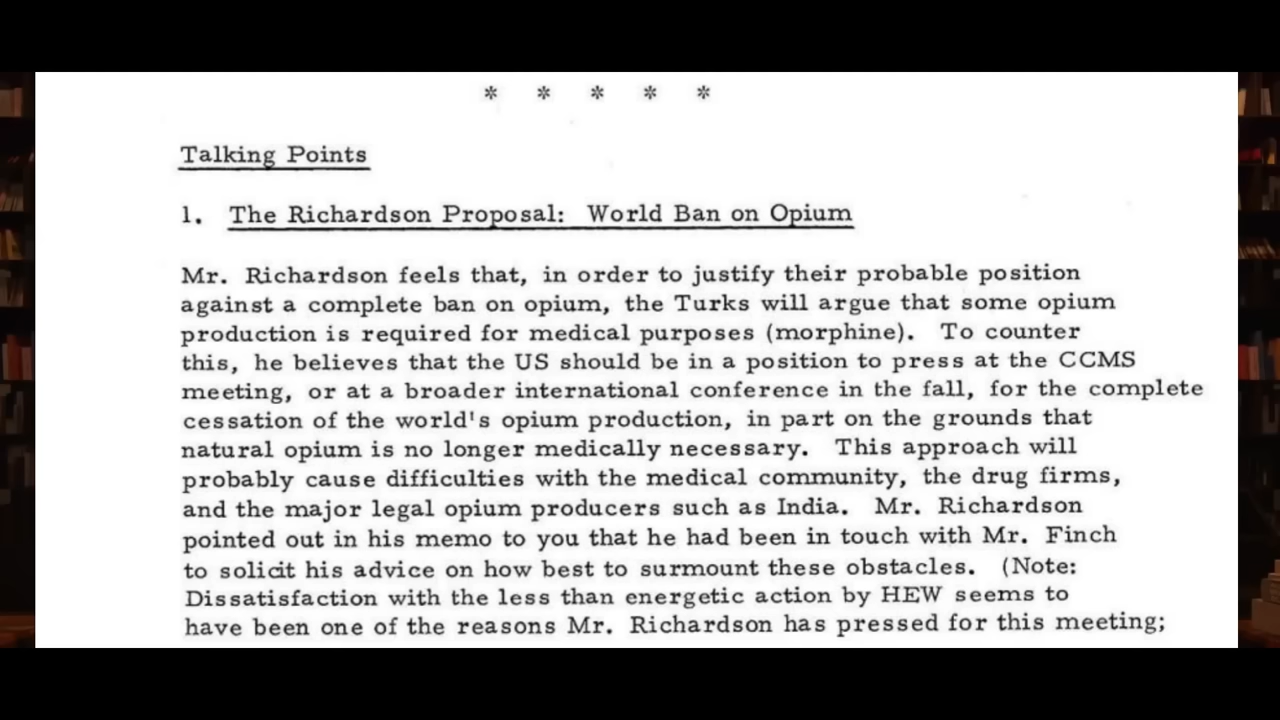 * * * * *
Talking Points
1. The Richardson Proposal: World Ban on Opium
Mr. Richardson feels that, in order to justify their probable position
against a complete ban on opium, the Turks will argue that some opium
production is required for medical purposes (morphine). To counter
this, he believes that the US should be in a position to press at the CCMS
meeting, or at a broader international conference in the fall, for the complete
cessation of the world's opium production, in part on the grounds that
natural opium is no longer medically necessary. This approach will
probably cause difficulties with the medical community, the drug firms,
and the major legal opium producers such as India. Mr. Richardson
pointed out in his memo to you that he had been in touch with Mr. Finch
to solicit his advice on how best to surmount these obstacles. (Note:
Dissatisfaction with the less than energetic action by HEW seems to
have been one of the reasons Mr. Richardson has pressed for this meeting;